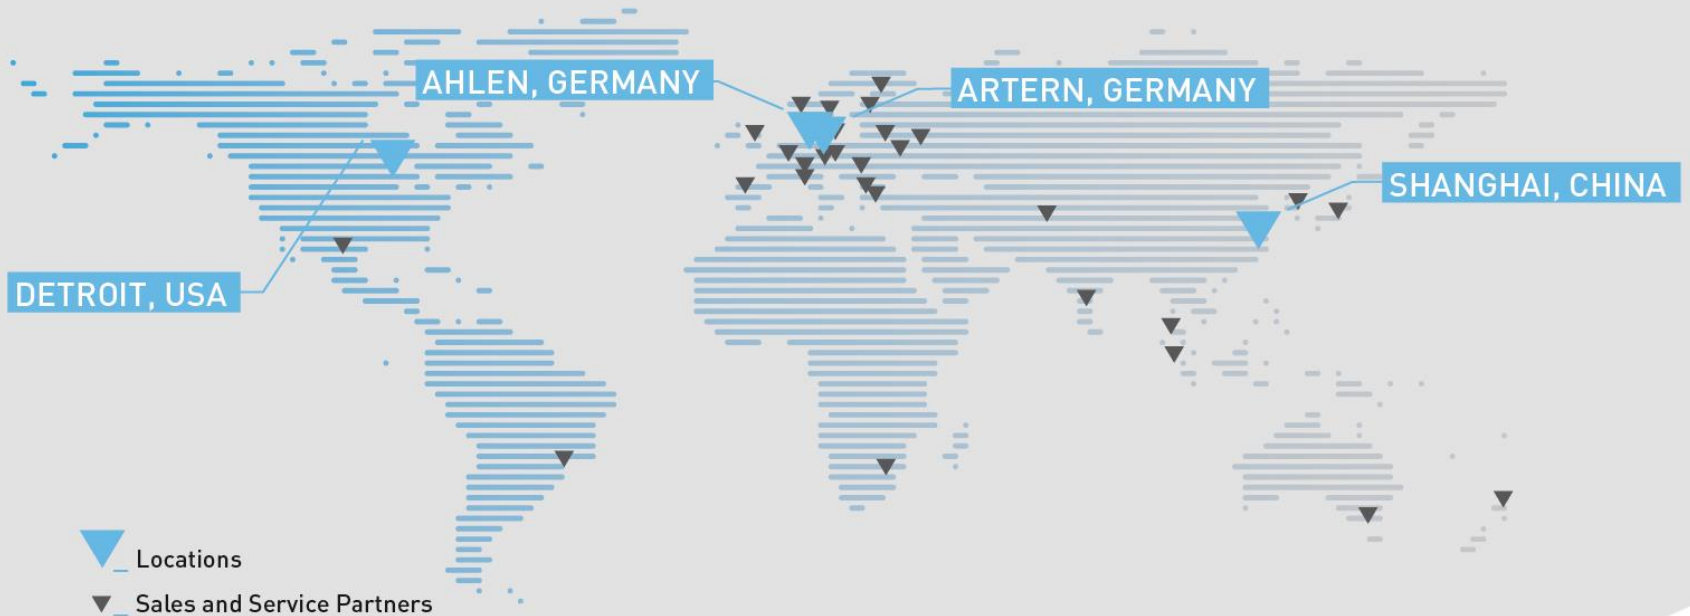 AHLEN, GERMANY
ARTERN, GERMANY
SHANGHAI, CHINA
DETROIT, USA
Locations
Sales and Service Partners